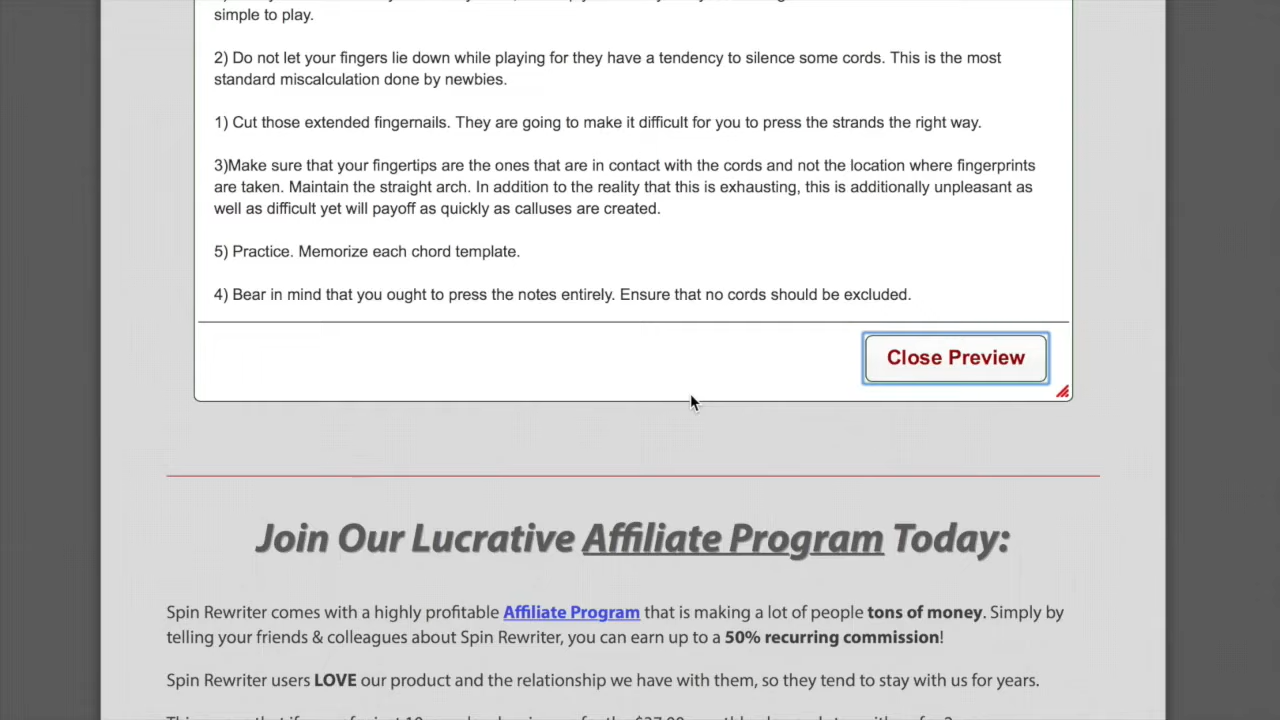 simple to play.
2) Do not let your fingers lie down while playing for they have a tendency to silence some cords. This is the most
standard miscalculation done by newbies.
1) Cut those extended fingernails. They are going to make it difficult for you to press the strands the right way.
3)Make sure that your fingertips are the ones that are in contact with the cords and not the location where fingerprints
are taken. Maintain the straight arch. In addition to the reality that this is exhausting, this is additionally unpleasant as
well as difficult yet will payoff as quickly as calluses are created.
5) Practice. Memorize each chord template.
4) Bear in mind that you ought to press the notes entirely. Ensure that no cords should be excluded.
Close Preview
Join Our Lucrative Affiliate Program Today:
Spin Rewriter comes with a highly profitable Affiliate Program that is making a lot of people tons of money. Simply by
telling your friends & colleagues about Spin Rewriter, you can earn up to a 50% recurring commission!
Spin Rewriter users LOVE our product and the relationship we have with them, so they tend to stay with us for years.